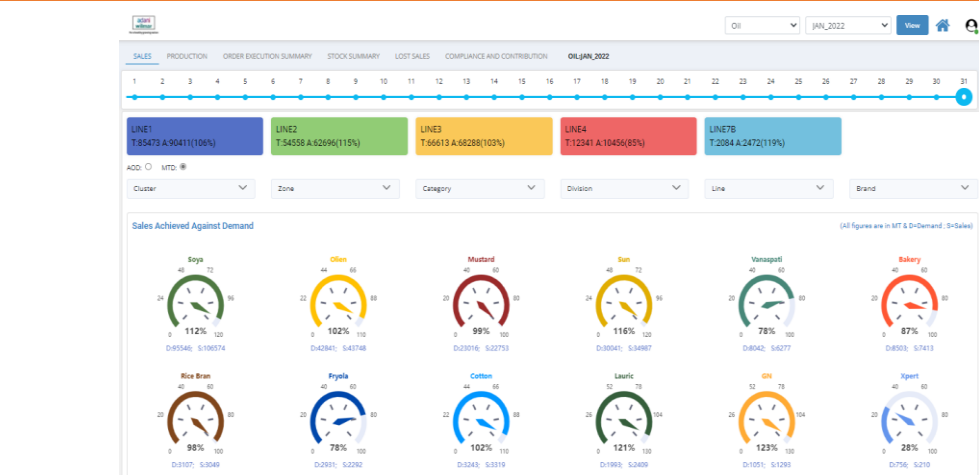 adani
wilmar
Oil JAN_2022 View
SALES PRODUCTION ORDER EXECUTION SUMMARY STOCK SUMMARY LOST SALES COMPLIANCE AND CONTRIBUTION OIL:JAN_2022
1 2 3 4 5 6 7 8 9 10 11 12 13 14 15 16 17 18 19 20 21 22 23 24 25 26 27 28 29 30 31
LINE1 LINE2 LINE3 LINE4 LINE7B
T:85473 A:90411(106%) T:54558 A:62696(115%) T:66613 A:68288(103%) T:12341 A:10456(85%) T:2084 A:2472(119%)
AOD: MTD:
Cluster Zone Category Division Line Brand
Sales Achieved Against Demand (All figures are in MT & D=Demand ; S=Sales)
Soya Olien Mustard Sun Vanaspati Bakery
48 72 44 66 40 60 48 72 40 60 40 60
24 96 22 88 20 80 24 96 20 80 20 80
0 112% 120 0 102% 110 0 99% 100 0 116% 120 0 78% 100 0 87% 100
D:95546; S:106574 D:42841; S:43748 D:23016; S:22753 D:30041; S:34987 D:8042; S:6277 D:8503; S:7413
Rice Bran Fryola Cotton Lauric GN Xpert
40 60 40 60 44 66 52 78 52 78 40 60
20 80 20 80 22 88 26 104 26 104 20 80
0 98% 100 0 78% 100 0 102% 110 0 121% 130 0 123% 130 0 28% 100
D:3107; S:3049 D:2931; S:2292 D:3243; S:3319 D:1993; S:2409 D:1051; S:1293 D:756; S:210